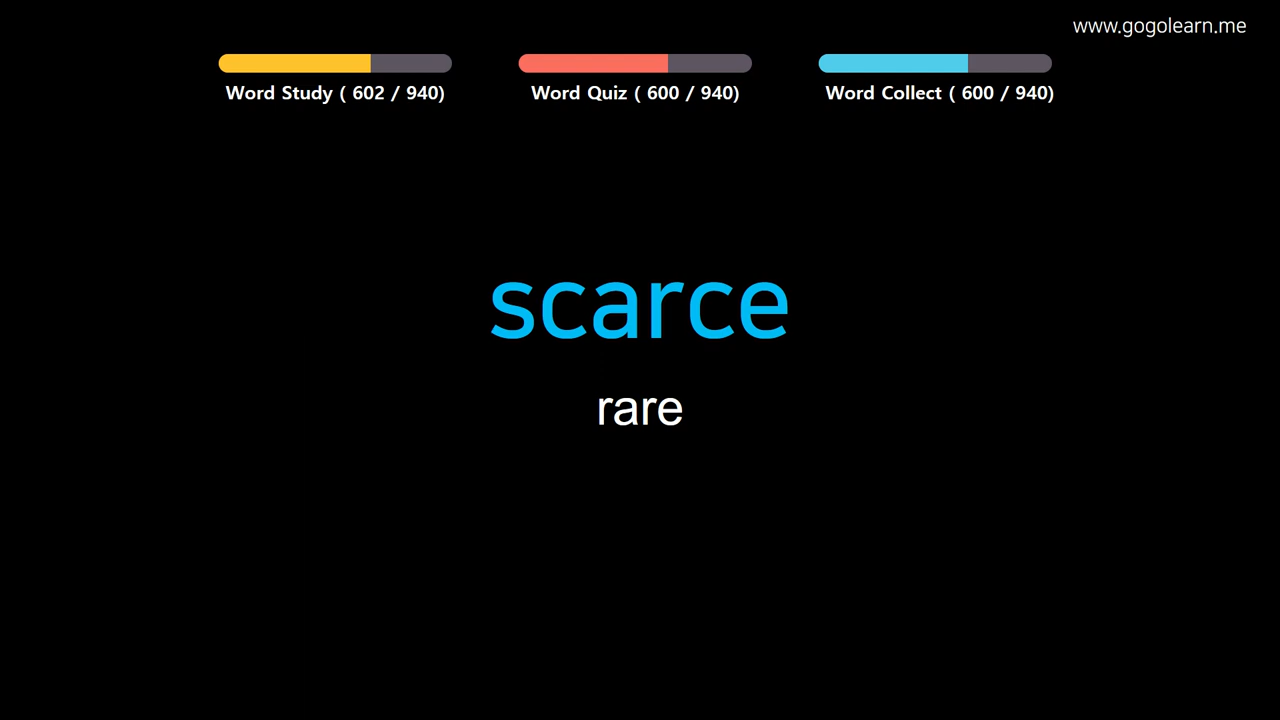 www.gogolearn.me
Word Study ( 602 / 940)
Word Quiz ( 600 / 940)
Word Collect ( 600 / 940)
scarce
rare